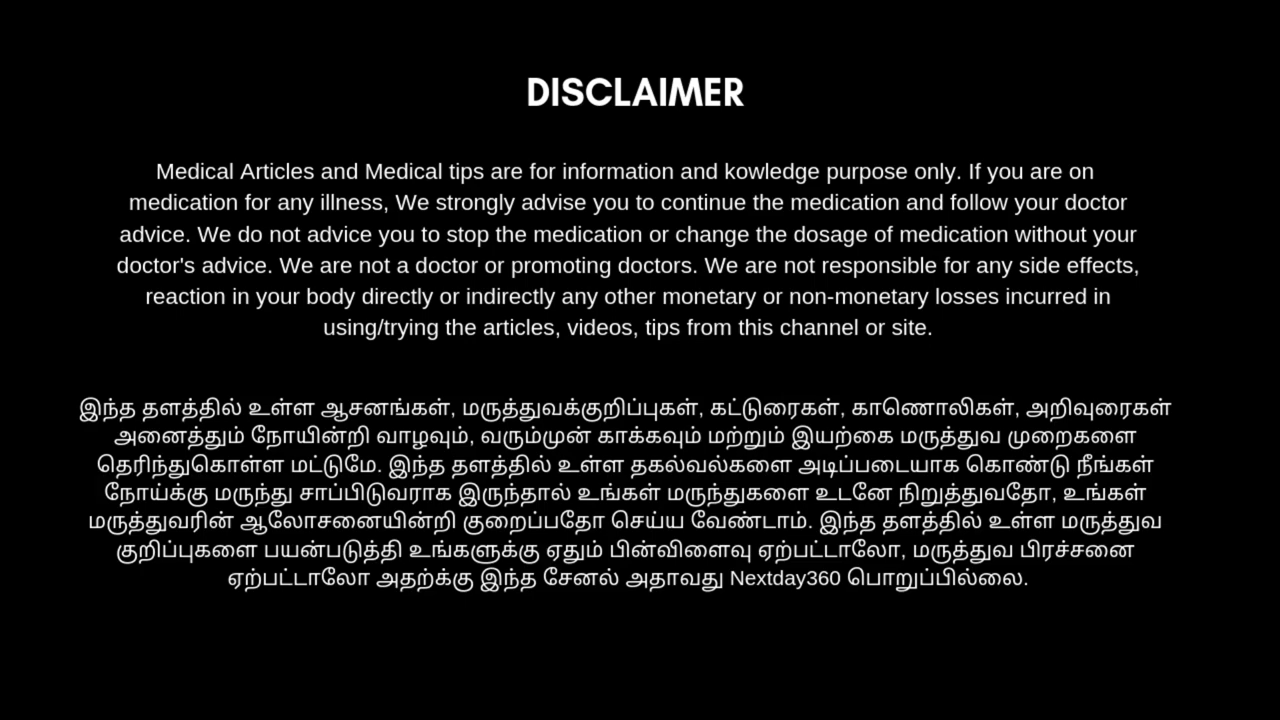 DISCLAIMER
Medical Articles and Medical tips are for information and kowledge purpose only. If you are on
medication for any illness, We strongly advise you to continue the medication and follow your doctor
advice. We do not advice you to stop the medication or change the dosage of medication without your
doctor's advice. We are not a doctor or promoting doctors. We are not responsible for any side effects,
reaction in your body directly or indirectly any other monetary or non-monetary losses incurred in
using/trying the articles, videos, tips from this channel or site.
இந்த தளத்தில் உள்ள ஆசனங்கள், மருத்துவக்குறிப்புகள், கட்டுரைகள், காணொலிகள், அறிவுரைகள்
அனைத்தும் நோயின்றி வாழவும், வரும்முன் காக்கவும் மற்றும் இயற்கை மருத்துவ முறைகளை
தெரிந்துகொள்ள மட்டுமே. இந்த தளத்தில் உள்ள தகல்வல்களை அடிப்படையாக கொண்டு நீங்கள்
நோய்க்கு மருந்து சாப்பிடுவராக இருந்தால் உங்கள் மருந்துகளை உடனே நிறுத்துவதோ, உங்கள்
மருத்துவரின் ஆலோசனையின்றி குறைப்பதோ செய்ய வேண்டாம். இந்த தளத்தில் உள்ள மருத்துவ
குறிப்புகளை பயன்படுத்தி உங்களுக்கு ஏதும் பின்விளைவு ஏற்பட்டாலோ, மருத்துவ பிரச்சனை
ஏற்பட்டாலோ அதற்க்கு இந்த சேனல் அதாவது Nextday360 பொறுப்பில்லை.